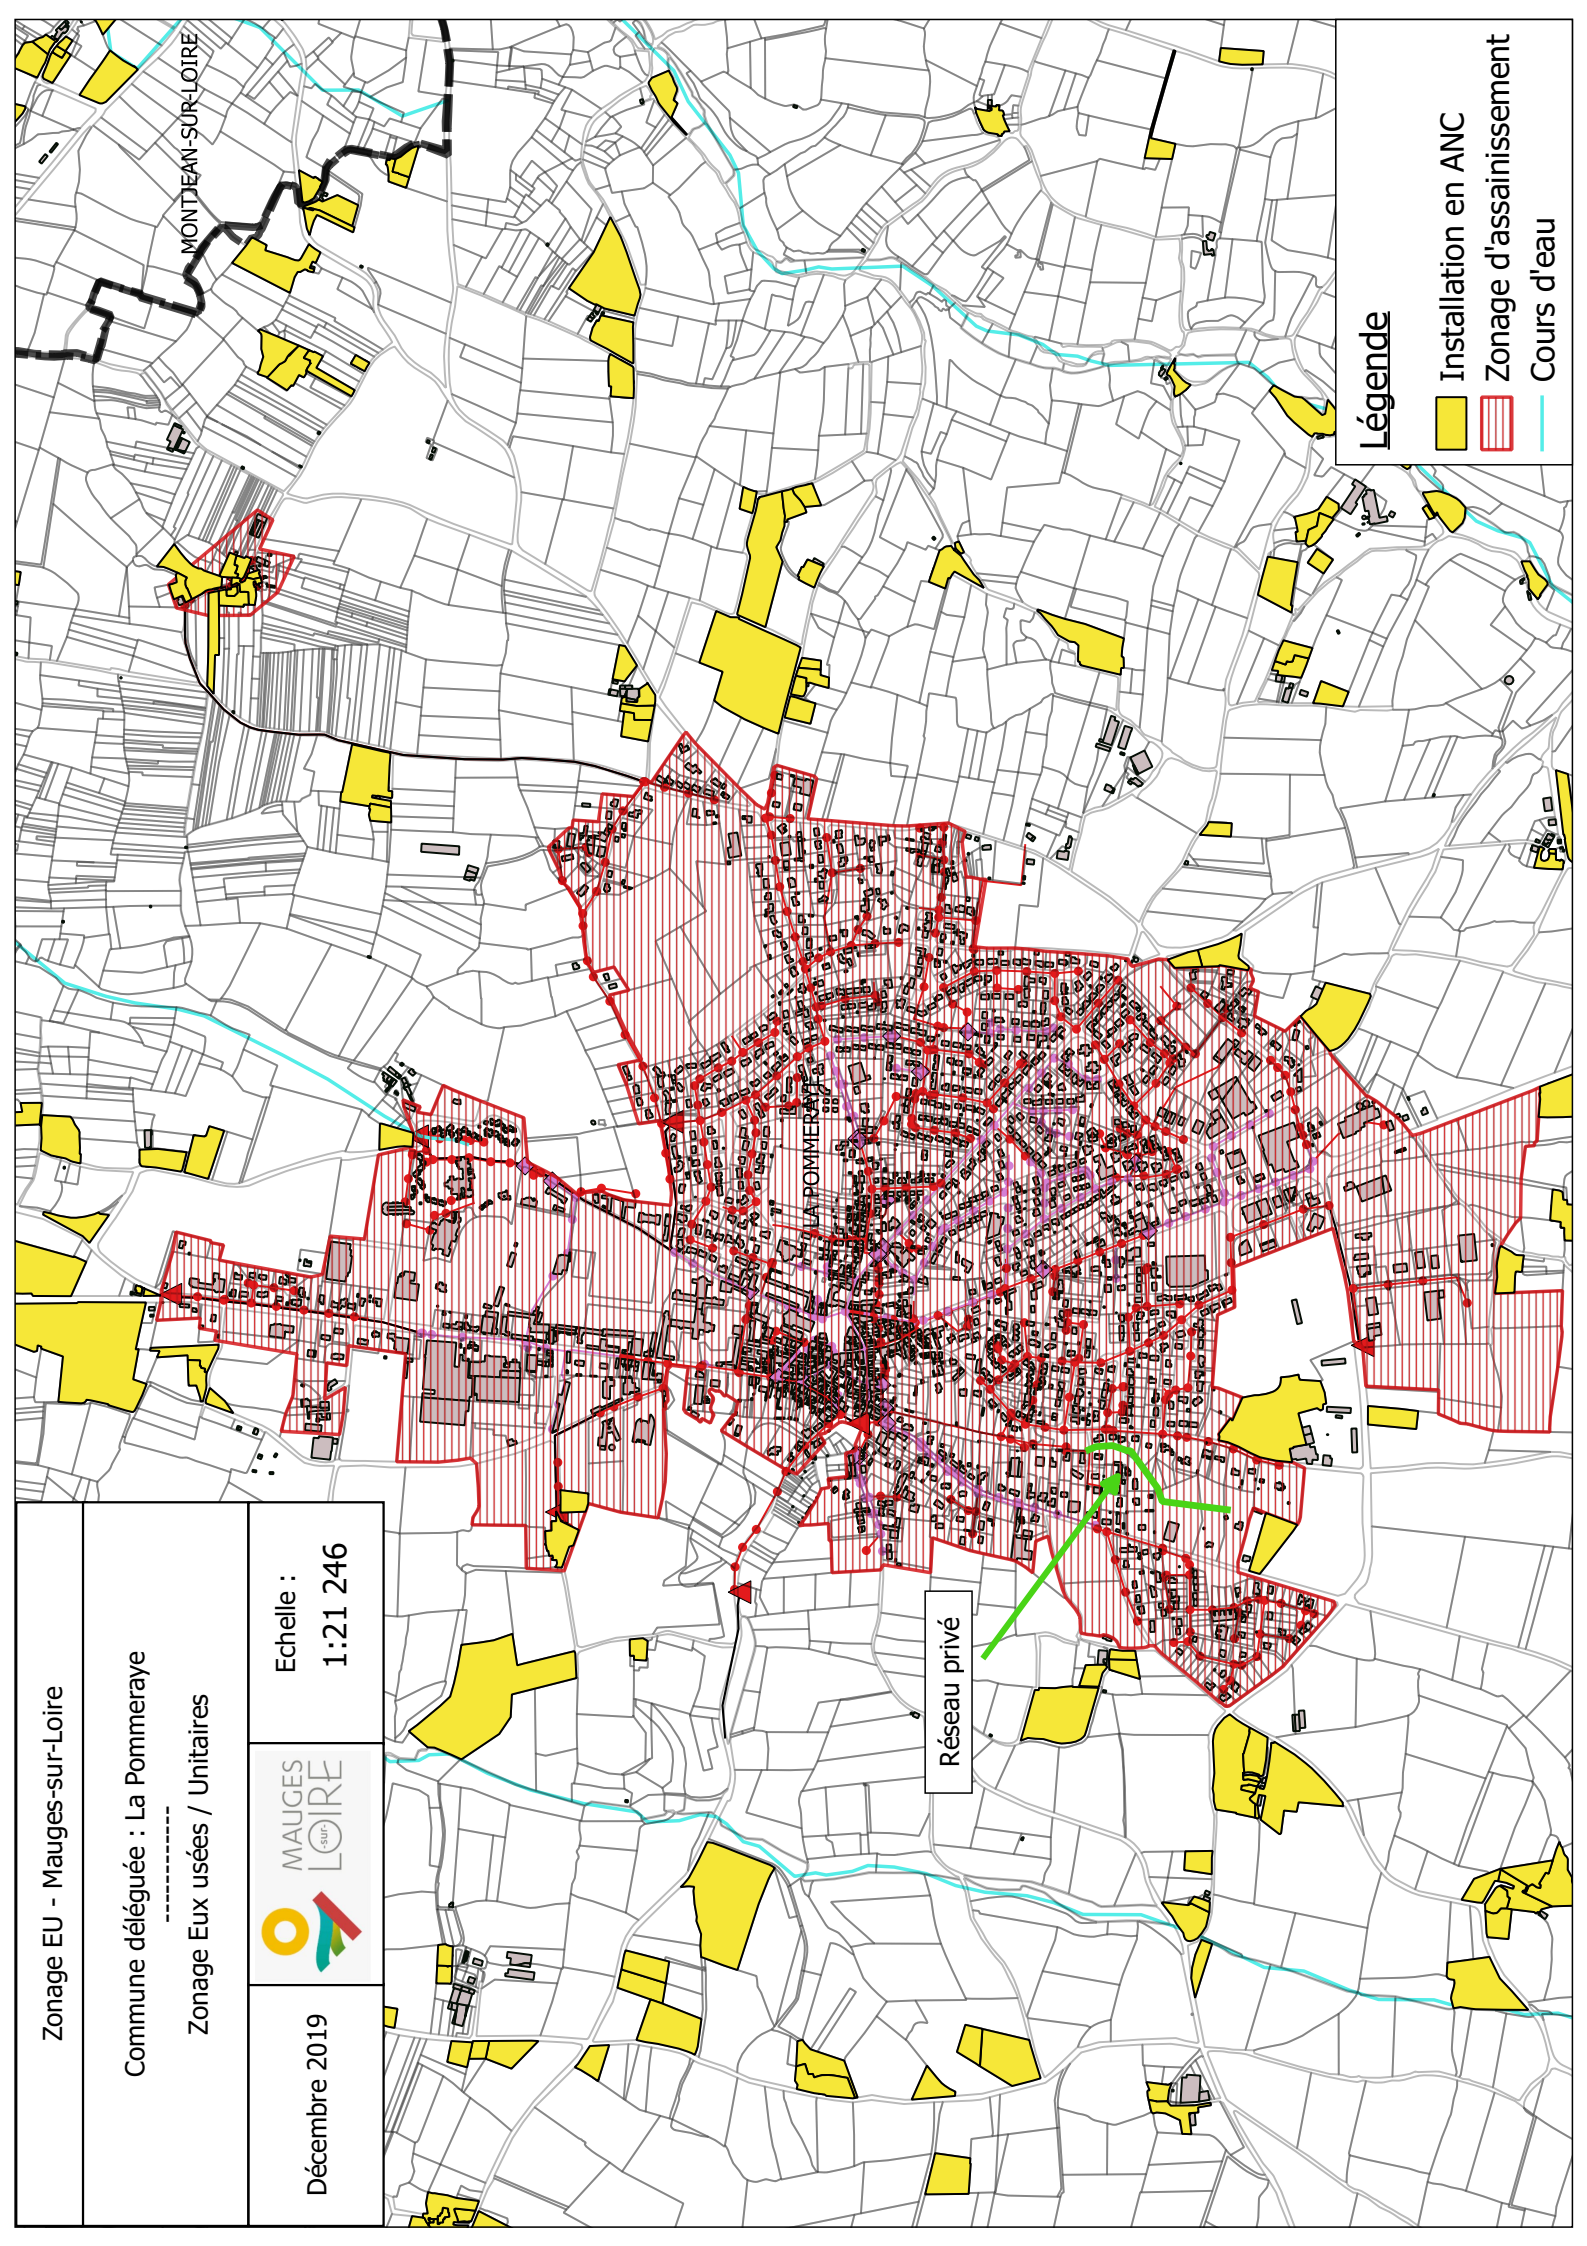 Zonage EU - Mauges-sur-Loire
Commune déléguée : La Pommeraye
------------
Zonage Eux usées / Unitaires
Décembre 2019
MAUGES
-sur-
LOIRE
Echelle :
1:21 246
MONTJEAN-SUR-LOIRE
LA POMMERAYE
Réseau privé
Légende
Installation en ANC
Zonage d'assainissement
Cours d'eau